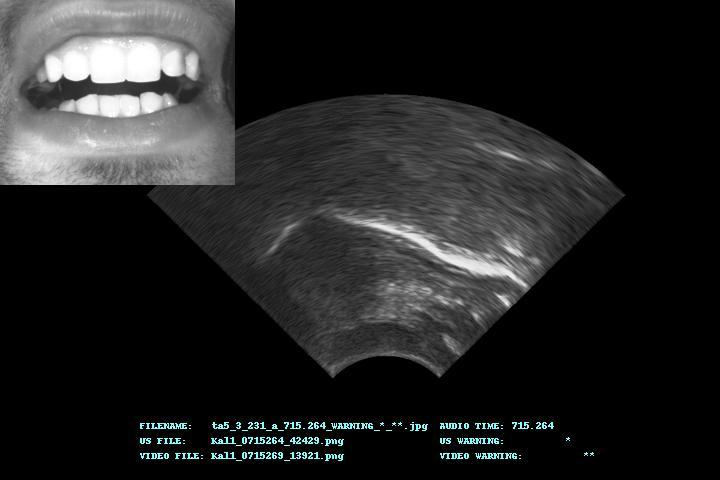 FILENAME: ta5_3_231_a_715.264_WARNING_*_**.jpg AUDIO TIME: 715.264
US FILE: Kal1_0715264_42429.png US WARNING: *
VIDEO FILE: Kal1_0715269_13921.png VIDEO WARNING: **